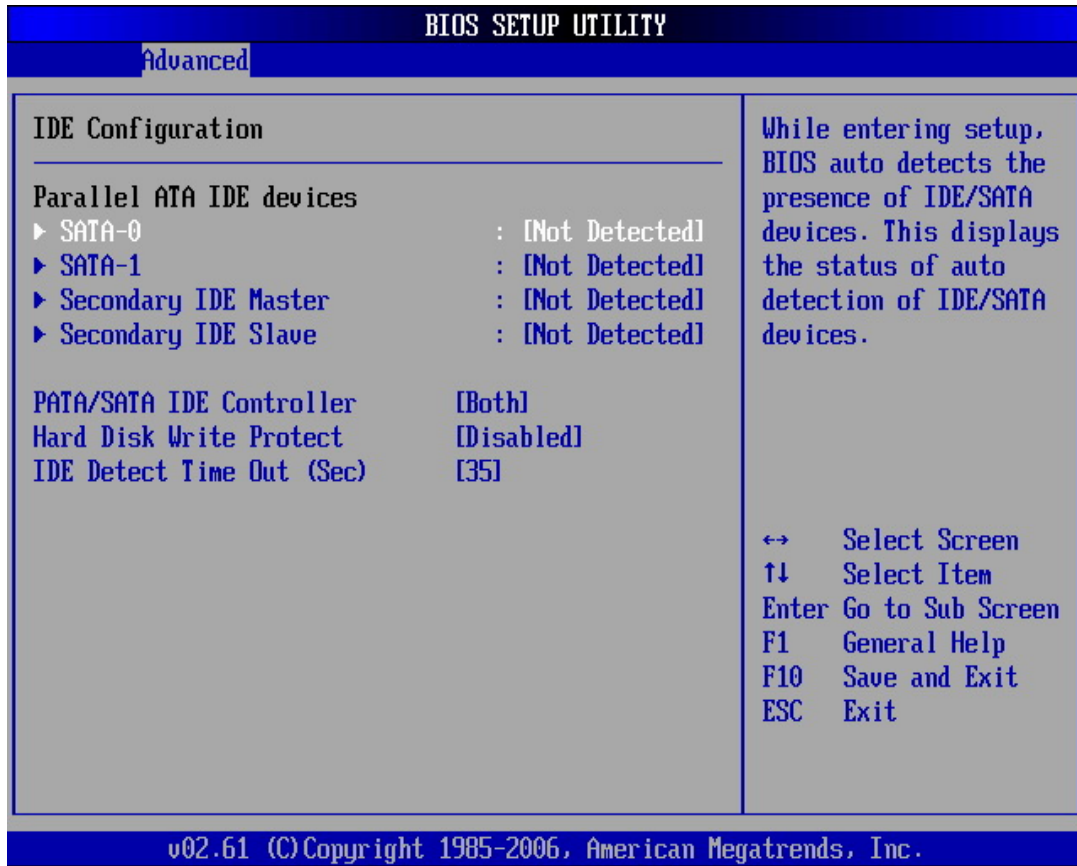 BIOS SETUP UTILITY
Advanced
IDE Configuration
Parallel ATA IDE devices
SATA-0 : [Not Detected]
SATA-1 : [Not Detected]
Secondary IDE Master : [Not Detected]
Secondary IDE Slave : [Not Detected]
PATA/SATA IDE Controller [Both]
Hard Disk Write Protect [Disabled]
IDE Detect Time Out (Sec) [35]
While entering setup,
BIOS auto detects the
presence of IDE/SATA
devices. This displays
the status of auto
detection of IDE/SATA
devices.
←→ Select Screen
↑↓ Select Item
Enter Go to Sub Screen
F1 General Help
F10 Save and Exit
ESC Exit
v02.61 (C)Copyright 1985-2006, American Megatrends, Inc.